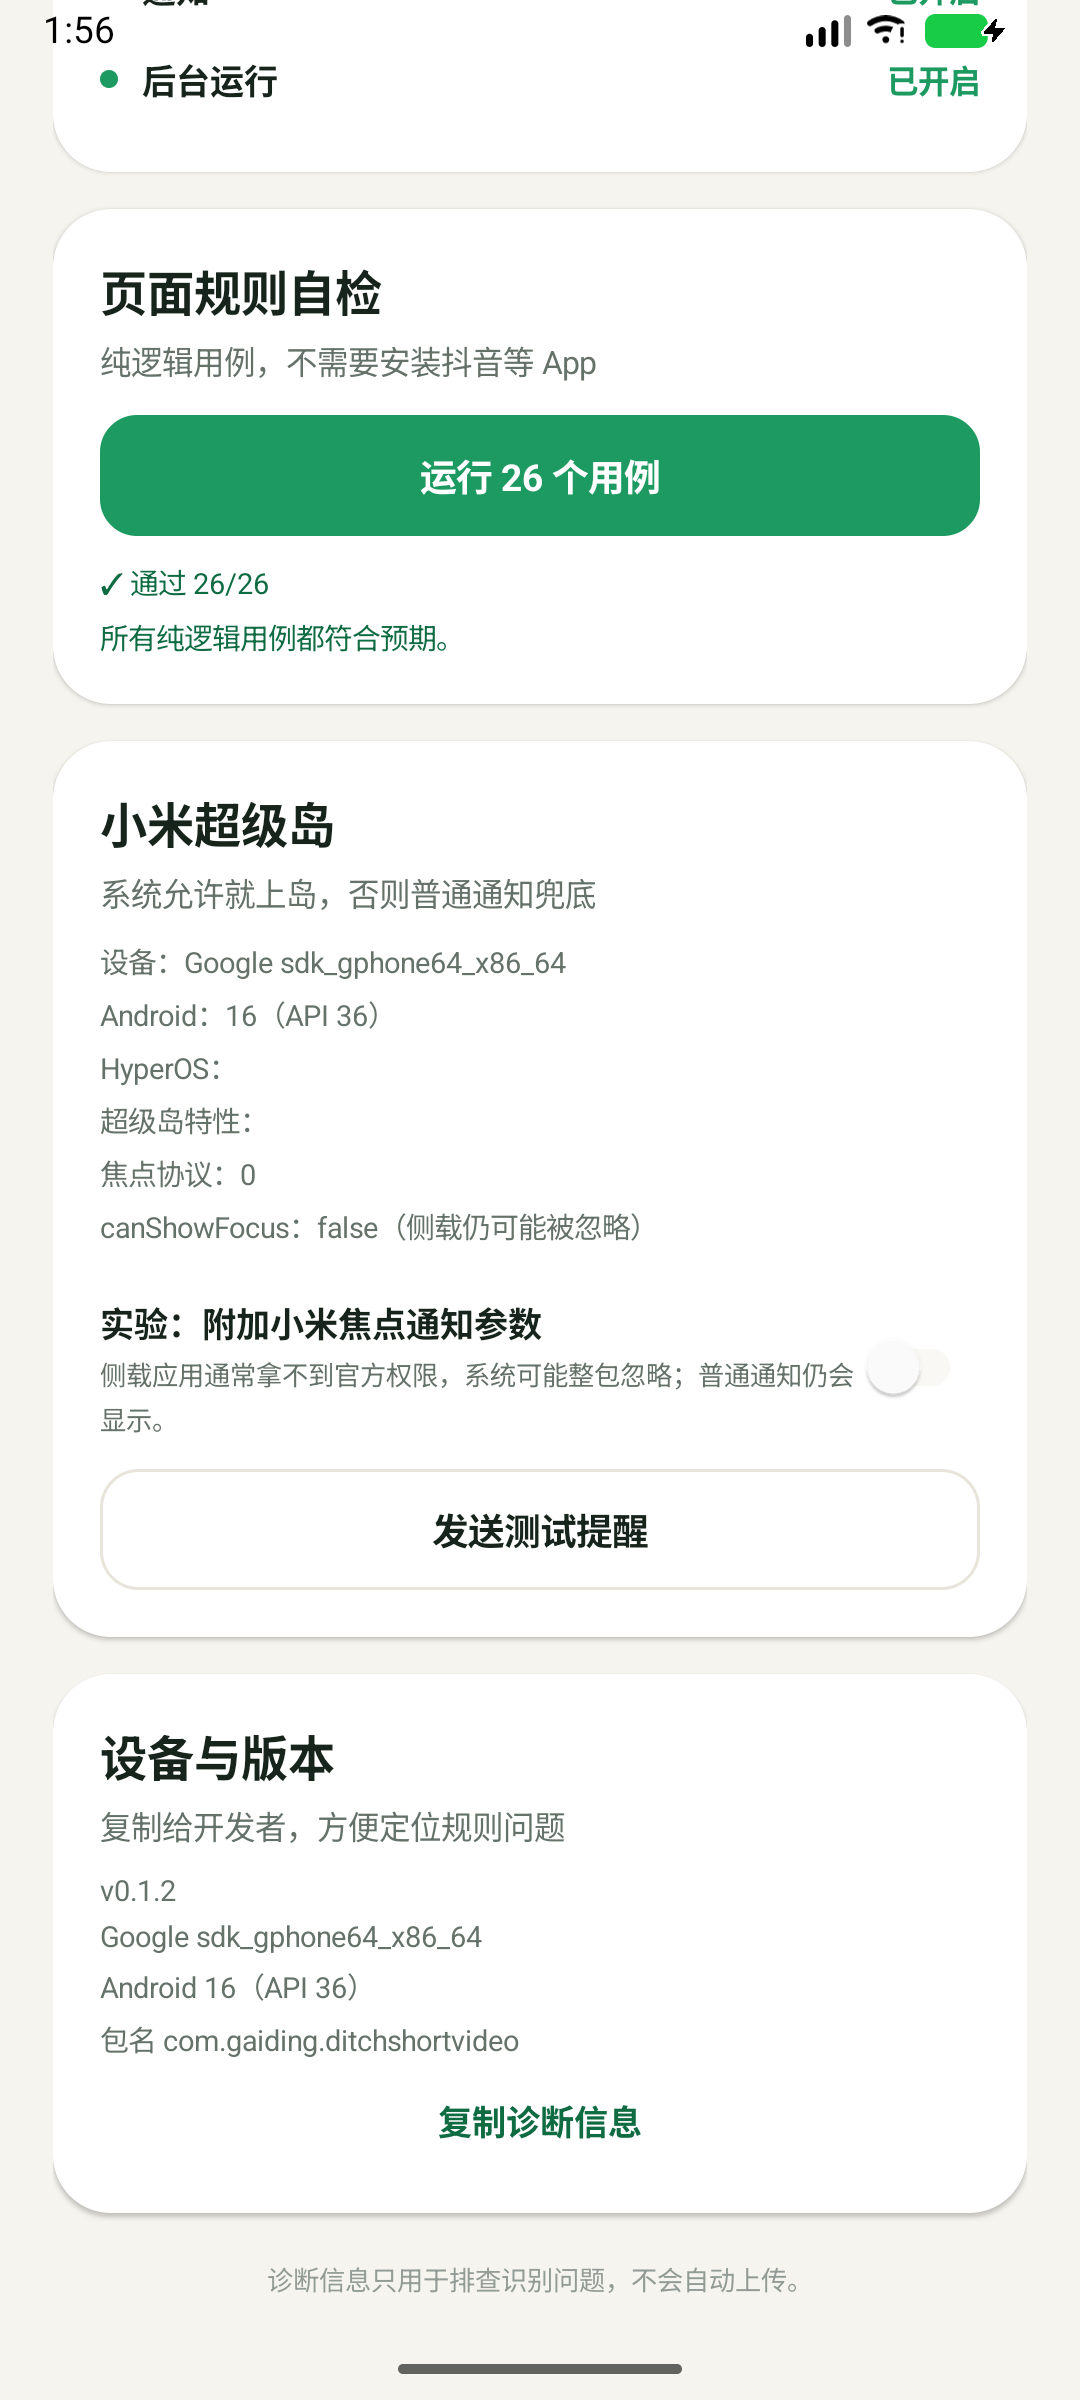 1:56
后台运行
已开启
页面规则自检
纯逻辑用例，不需要安装抖音等 App
运行 26 个用例
✓ 通过 26/26
所有纯逻辑用例都符合预期。
小米超级岛
系统允许就上岛，否则普通通知兜底
设备：Google sdk_gphone64_x86_64
Android：16（API 36）
HyperOS：
超级岛特性：
焦点协议：0
canShowFocus：false（侧载仍可能被忽略）
实验：附加小米焦点通知参数
侧载应用通常拿不到官方权限，系统可能整包忽略；普通通知仍会
显示。
发送测试提醒
设备与版本
复制给开发者，方便定位规则问题
v0.1.2
Google sdk_gphone64_x86_64
Android 16（API 36）
包名 com.gaiding.ditchshortvideo
复制诊断信息
诊断信息只用于排查识别问题，不会自动上传。